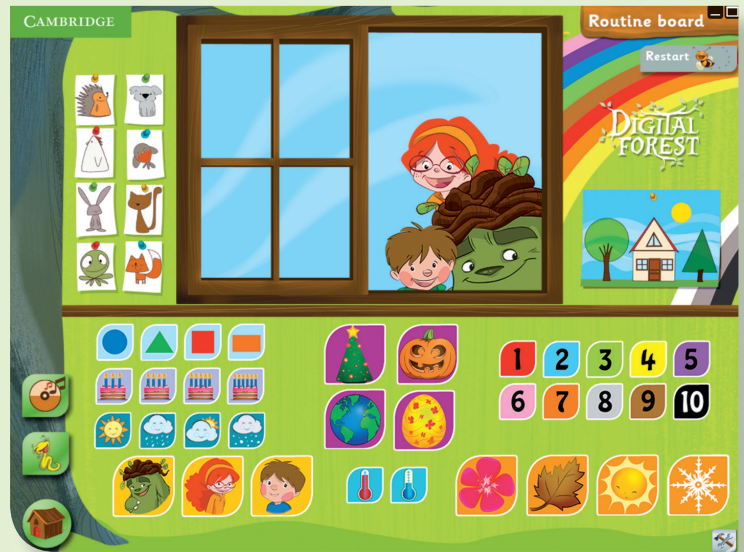 CAMBRIDGE
Routine board
Restart
DIGITAL
FOREST
1 2 3 4 5
6 7 8 9 10